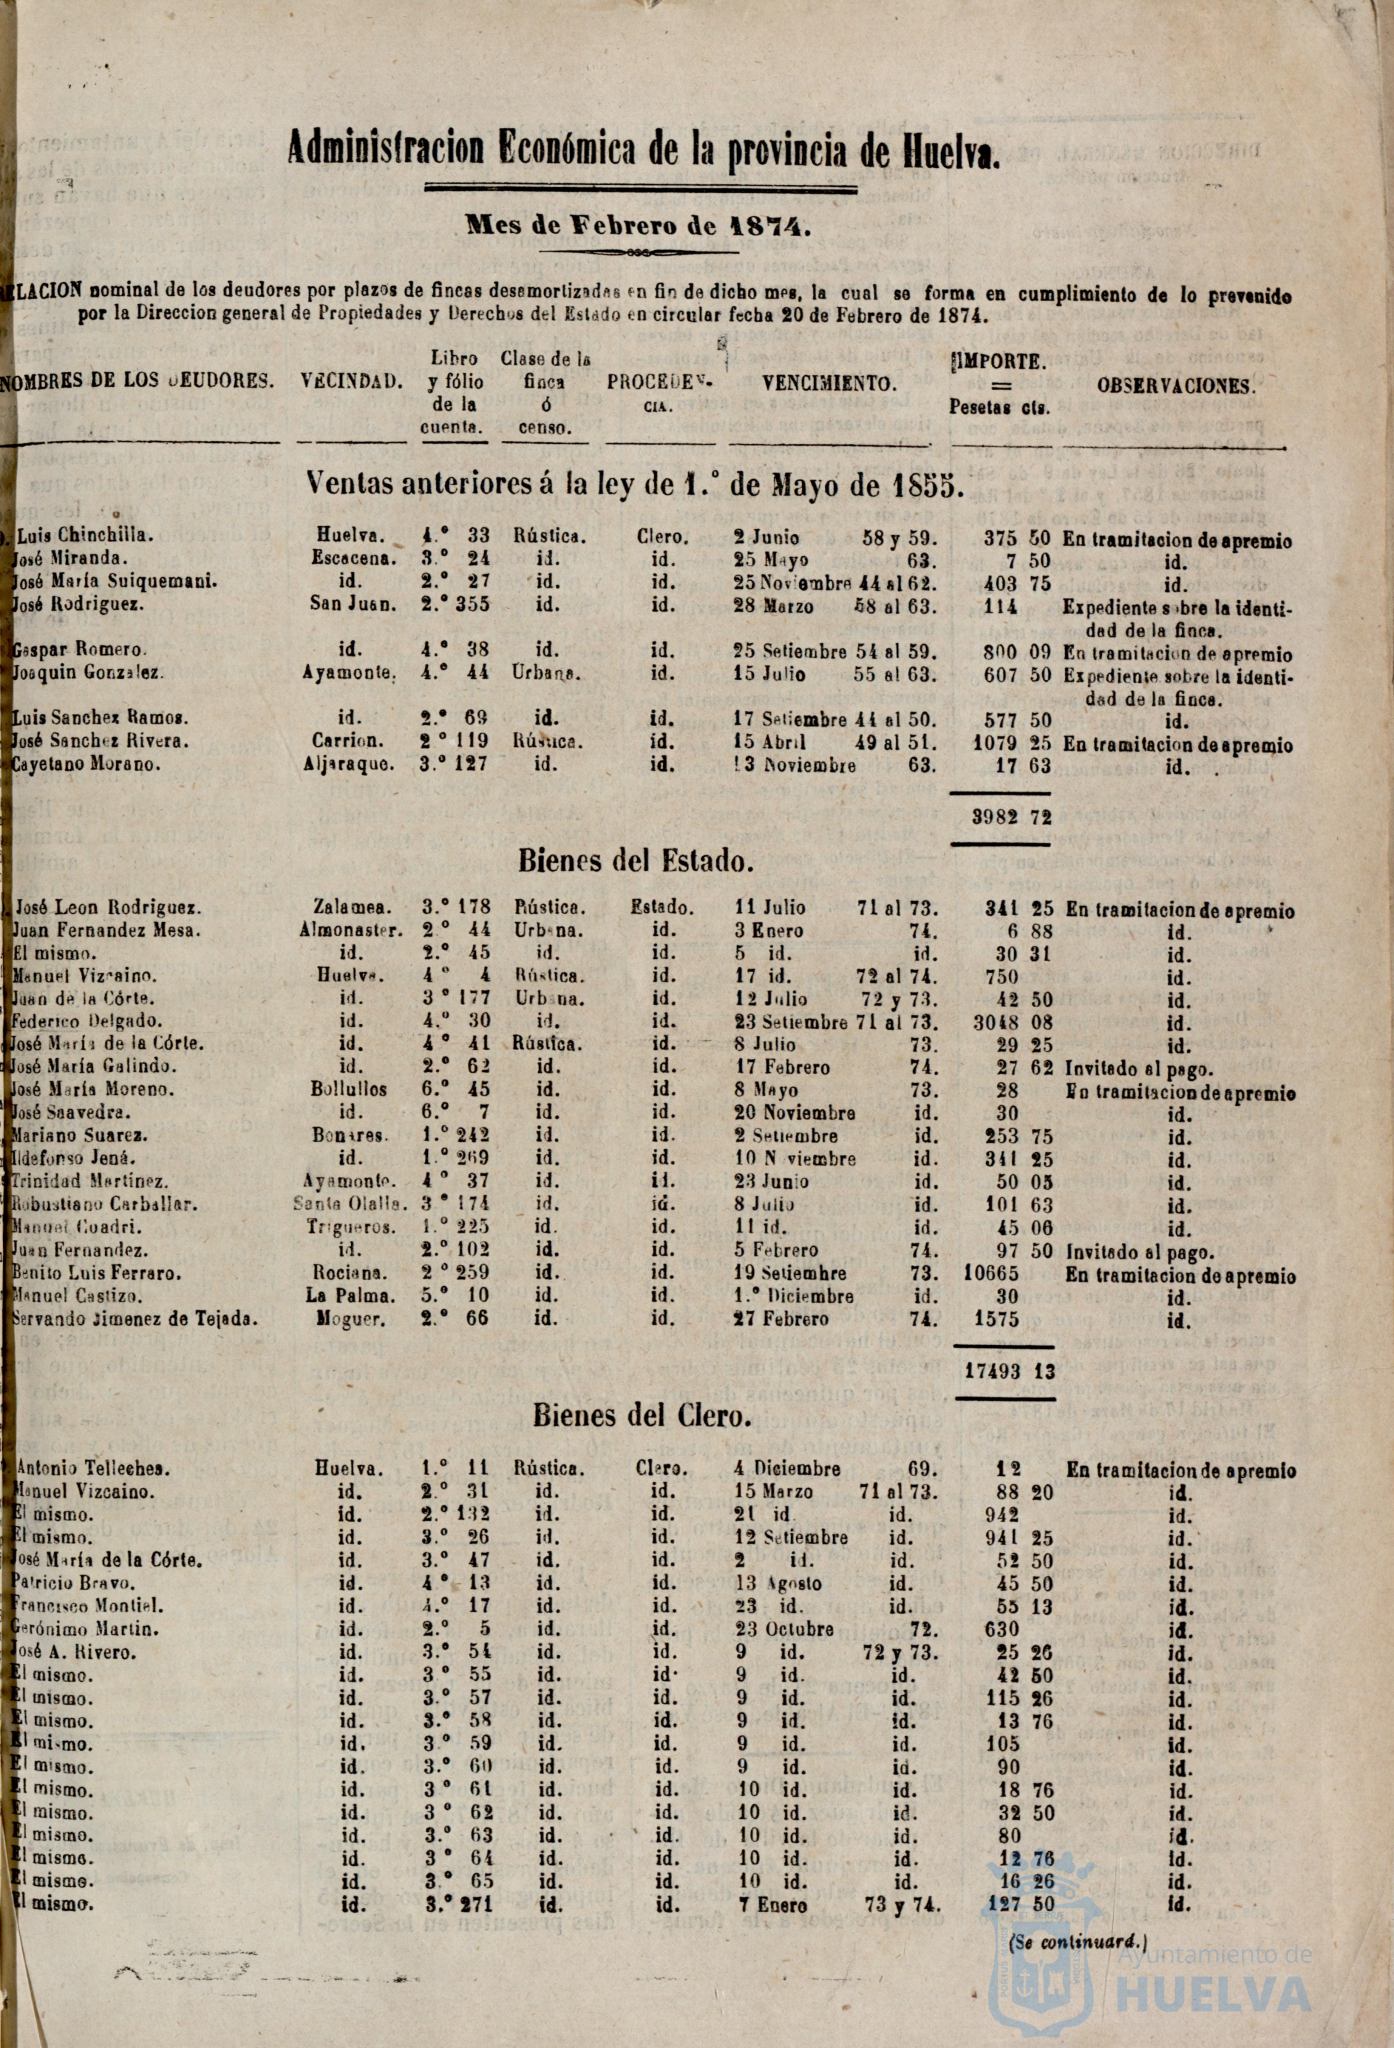 Administracion Económica de la provincia de Huelva.
Mes de Febrero de 1874.
LACION nominal de los deudores por plazos de fincas desamortizadas en fin de dicho mes, la cual se forma en cumplimiento de lo prevenido
por la Direccion general de Propiedades y Derechos del Estado en circular fecha 20 de Febrero de 1874.
NOMBRES DE LOS DEUDORES. VECINDAD. Libro y fólio de la cuenta. Clase de la finca ó censo. PROCEDEN-CIA. VENCIMIENTO. IMPORTE. = Pesetas cts. OBSERVACIONES.
Ventas anteriores á la ley de 1.° de Mayo de 1855.
Luis Chinchilla. Huelva. 4.° 33 Rústica. Clero. 2 Junio 58 y 59. 375 50 En tramitacion de apremio
José Miranda. Escacena. 3.° 24 id. id. 25 Mayo 63. 7 50 id.
José María Suiquemani. id. 2.° 27 id. id. 25 Noviembre 44 al 62. 403 75 id.
José Rodriguez. San Juan. 2.° 355 id. id. 28 Marzo 58 al 63. 114 Expediente sobre la identi-
dad de la finca.
Gaspar Romero. id. 4.° 38 id. id. 25 Setiembre 54 al 59. 800 09 En tramitacion de apremio
Joaquin Gonzalez. Ayamonte. 4.° 44 Urbana. id. 15 Julio 55 al 63. 607 50 Expediente sobre la identi-
dad de la finca.
Luis Sanchez Ramos. id. 2.° 69 id. id. 17 Setiembre 44 al 50. 577 50 id.
José Sanchez Rivera. Carrion. 2 ° 119 Rústica. id. 15 Abril 49 al 51. 1079 25 En tramitacion de apremio
Cayetano Morano. Aljaraque. 3.° 127 id. id. 13 Noviembre 63. 17 63 id.
3982 72
Bienes del Estado.
José Leon Rodriguez. Zalamea. 3.° 178 Rústica. Estado. 11 Julio 71 al 73. 341 25 En tramitacion de apremio
Juan Fernandez Mesa. Almonaster. 2 ° 44 Urbana. id. 3 Enero 74. 6 88 id.
El mismo. id. 2.° 45 id. id. 5 id. id. 30 31 id.
Manuel Vizcaino. Huelva. 4 ° 4 Rústica. id. 17 id. 72 al 74. 750 id.
Juan de la Córte. id. 3 ° 177 Urbana. id. 12 Julio 72 y 73. 42 50 id.
Federico Delgado. id. 4.° 30 id. id. 23 Setiembre 71 al 73. 3048 08 id.
José María de la Córte. id. 4 ° 41 Rústica. id. 8 Julio 73. 29 25 id.
José María Galindo. id. 2.° 62 id. id. 17 Febrero 74. 27 62 Invitado al pago.
José María Moreno. Bollullos 6.° 45 id. id. 8 Mayo 73. 28 En tramitacion de apremio
José Saavedra. id. 6.° 7 id. id. 20 Noviembre id. 30 id.
Mariano Suarez. Bonares. 1.° 242 id. id. 2 Setiembre id. 253 75 id.
Ildefonso Jená. id. 1.° 269 id. id. 10 N viembre id. 341 25 id.
Trinidad Martinez. Ayamonte. 4 ° 37 id. id. 23 Junio id. 50 05 id.
Robustiano Carballar. Santa Olalla. 3 ° 174 id. id. 8 Julio id. 101 63 id.
Manuel Cuadri. Trigueros. 1.° 225 id. id. 11 id. id. 45 06 id.
Juan Fernandez. id. 2.° 102 id. id. 5 Febrero 74. 97 50 Invitado al pago.
Benito Luis Ferraro. Rociana. 2 ° 259 id. id. 19 Setiembre 73. 10665 En tramitacion de apremio
Manuel Castizo. La Palma. 5.° 10 id. id. 1.° Diciembre id. 30 id.
Servando Jimenez de Tejada. Moguer. 2.° 66 id. id. 27 Febrero 74. 1575 id.
17493 13
Bienes del Clero.
Antonio Tellechea. Huelva. 1.° 11 Rústica. Clero. 4 Diciembre 69. 12 En tramitacion de apremio
Manuel Vizcaino. id. 2.° 31 id. id. 15 Marzo 71 al 73. 88 20 id.
El mismo. id. 2.° 132 id. id. 21 id. id. 942 id.
El mismo. id. 3.° 26 id. id. 12 Setiembre id. 941 25 id.
José María de la Córte. id. 3.° 47 id. id. 2 id. id. 52 50 id.
Patricio Bravo. id. 4 ° 13 id. id. 13 Agosto id. 45 50 id.
Francisco Montiel. id. 4.° 17 id. id. 23 id. id. 55 13 id.
Gerónimo Martin. id. 2.° 5 id. id. 23 Octubre 72. 630 id.
José A. Rivero. id. 3.° 54 id. id. 9 id. 72 y 73. 25 26 id.
El mismo. id. 3 ° 55 id. id. 9 id. id. 42 50 id.
El mismo. id. 3.° 57 id. id. 9 id. id. 115 26 id.
El mismo. id. 3.° 58 id. id. 9 id. id. 13 76 id.
El mismo. id. 3 ° 59 id. id. 9 id. id. 105 id.
El mismo. id. 3.° 60 id. id. 9 id. id. 90 id.
El mismo. id. 3 ° 61 id. id. 10 id. id. 18 76 id.
El mismo. id. 3 ° 62 id. id. 10 id. id. 32 50 id.
El mismo. id. 3.° 63 id. id. 10 id. id. 80 id.
El mismo. id. 3 ° 64 id. id. 10 id. id. 12 76 id.
El mismo. id. 3.° 65 id. id. 10 id. id. 16 26 id.
El mismo. id. 3.° 271 id. id. 7 Enero 73 y 74. 127 50 id.
(Se continuará.)
Ayuntamiento de
HUELVA